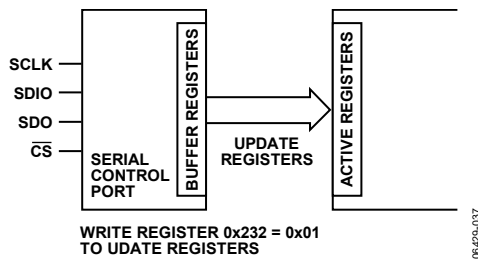 SCLK
SDIO
SDO
CS
SERIAL
CONTROL
PORT
BUFFER REGISTERS
UPDATE
REGISTERS
ACTIVE REGISTERS
WRITE REGISTER 0x232 = 0x01
TO UDATE REGISTERS
06429-037